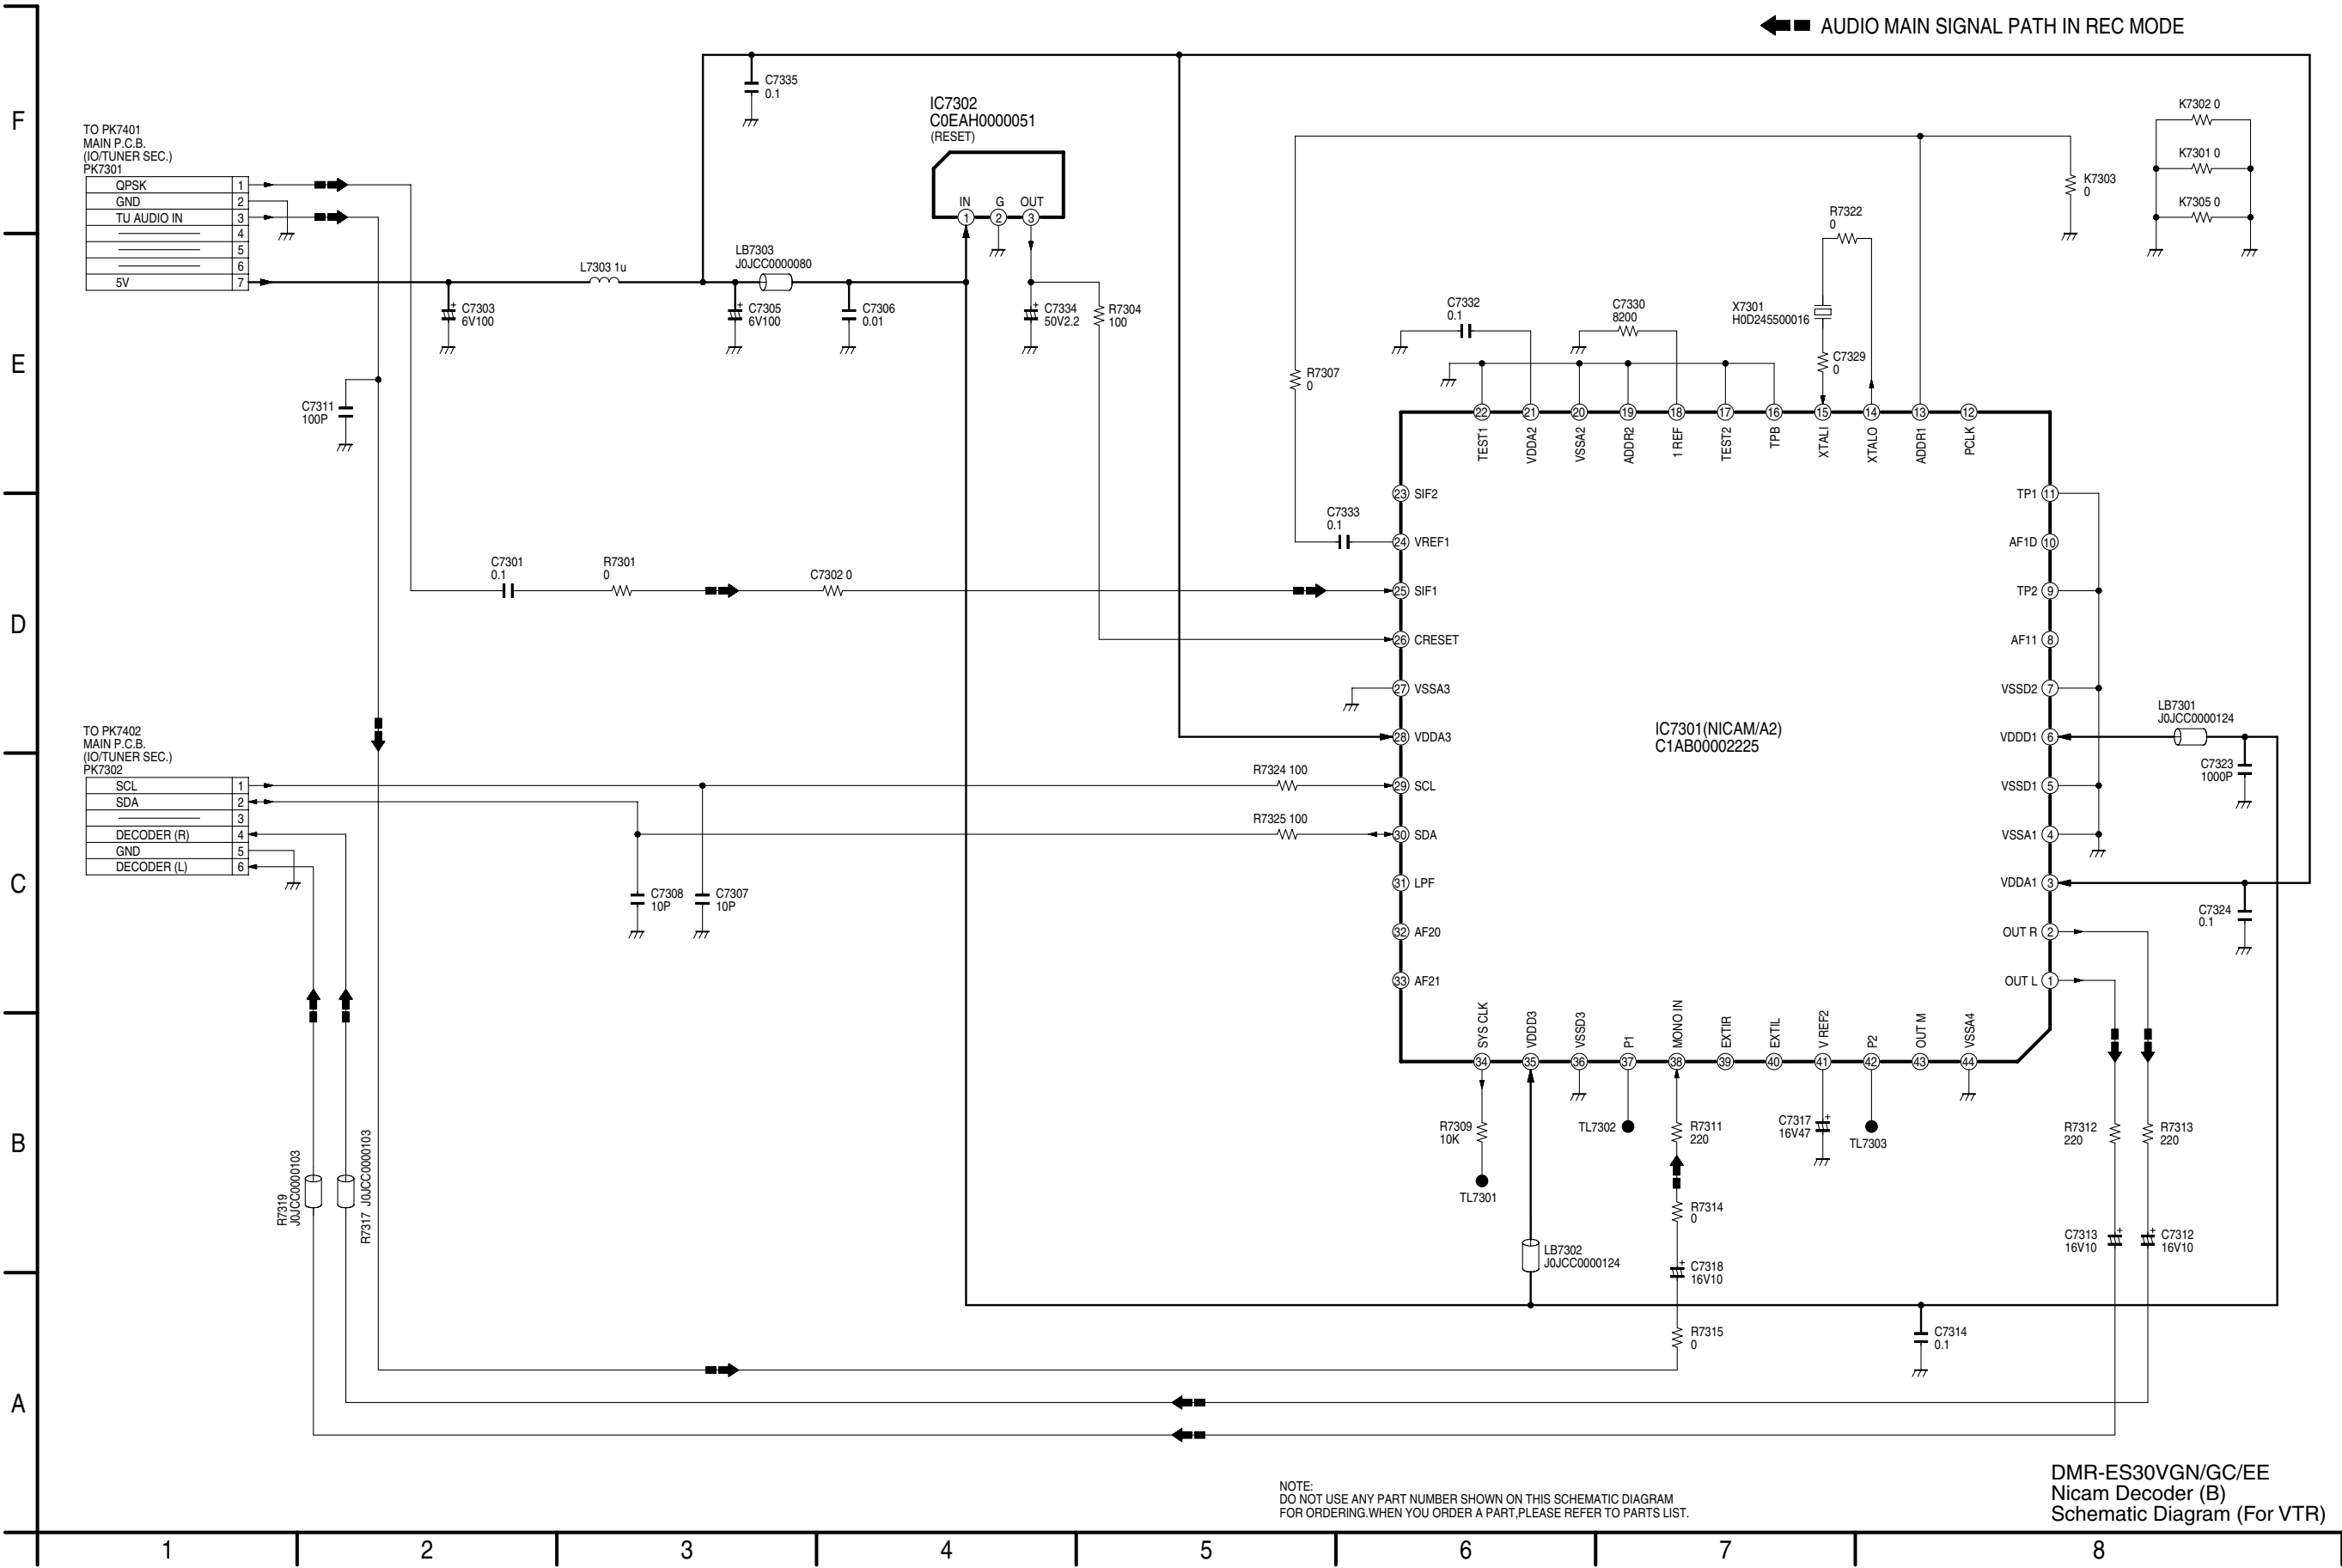 AUDIO MAIN SIGNAL PATH IN REC MODE
F
E
D
C
B
A
1
2
3
4
5
6
7
8
TO PK7401
MAIN P.C.B.
(IO/TUNER SEC.)
PK7301
QPSK 1
GND 2
TU AUDIO IN 3
4
5
6
5V 7
C7335
0.1
IC7302
C0EAH0000051
(RESET)
IN G OUT
1 2 3
K7302 0
K7301 0
K7305 0
K7303
0
R7322
0
L7303 1u
LB7303
J0JCC0000080
C7303
6V100
C7305
6V100
C7306
0.01
C7334
50V2.2
R7304
100
C7311
100P
C7332
0.1
C7330
8200
X7301
H0D245500016
C7329
0
R7307
0
22 21 20 19 18 17 16 15 14 13 12
TEST1
VDDA2
VSSA2
ADDR2
1 REF
TEST2
TPB
XTALI
XTALO
ADDR1
PCLK
C7333
0.1
C7301
0.1
R7301
0
C7302 0
23 SIF2
24 VREF1
25 SIF1
26 CRESET
27 VSSA3
28 VDDA3
29 SCL
30 SDA
31 LPF
32 AF20
33 AF21
IC7301(NICAM/A2)
C1AB00002225
TP1 11
AF1D 10
TP2 9
AF11 8
VSSD2 7
VDDD1 6
VSSD1 5
VSSA1 4
VDDA1 3
OUT R 2
OUT L 1
LB7301
J0JCC0000124
C7323
1000P
C7324
0.1
TO PK7402
MAIN P.C.B.
(IO/TUNER SEC.)
PK7302
SCL 1
SDA 2
3
DECODER (R) 4
GND 5
DECODER (L) 6
R7324 100
R7325 100
C7308
10P
C7307
10P
SYS CLK
VDDD3
VSSD3
P1
MONO IN
EXTIR
EXTIL
V REF2
P2
OUT M
VSSA4
34 35 36 37 38 39 40 41 42 43 44
R7309
10K
TL7301
TL7302
R7311
220
C7317
16V47
TL7303
R7312
220
R7313
220
R7319
J0JCC0000103
R7317 J0JCC0000103
R7314
0
LB7302
J0JCC0000124
C7318
16V10
C7313
16V10
C7312
16V10
R7315
0
C7314
0.1
NOTE:
DO NOT USE ANY PART NUMBER SHOWN ON THIS SCHEMATIC DIAGRAM
FOR ORDERING.WHEN YOU ORDER A PART,PLEASE REFER TO PARTS LIST.
DMR-ES30VGN/GC/EE
Nicam Decoder (B)
Schematic Diagram (For VTR)